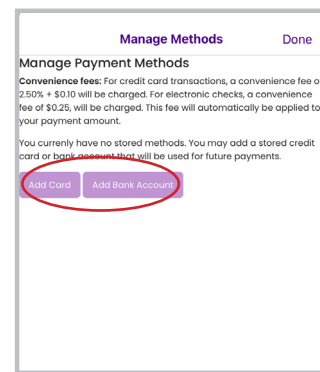 Manage Methods Done
Manage Payment Methods
Convenience fees: For credit card transactions, a convenience fee of
2.50% + $0.10 will be charged. For electronic checks, a convenience
fee of $0.25, will be charged. This fee will automatically be applied to
your payment amount.
You currenly have no stored methods. You may add a stored credit
card or bank account that will be used for future payments.
Add Card Add Bank Account